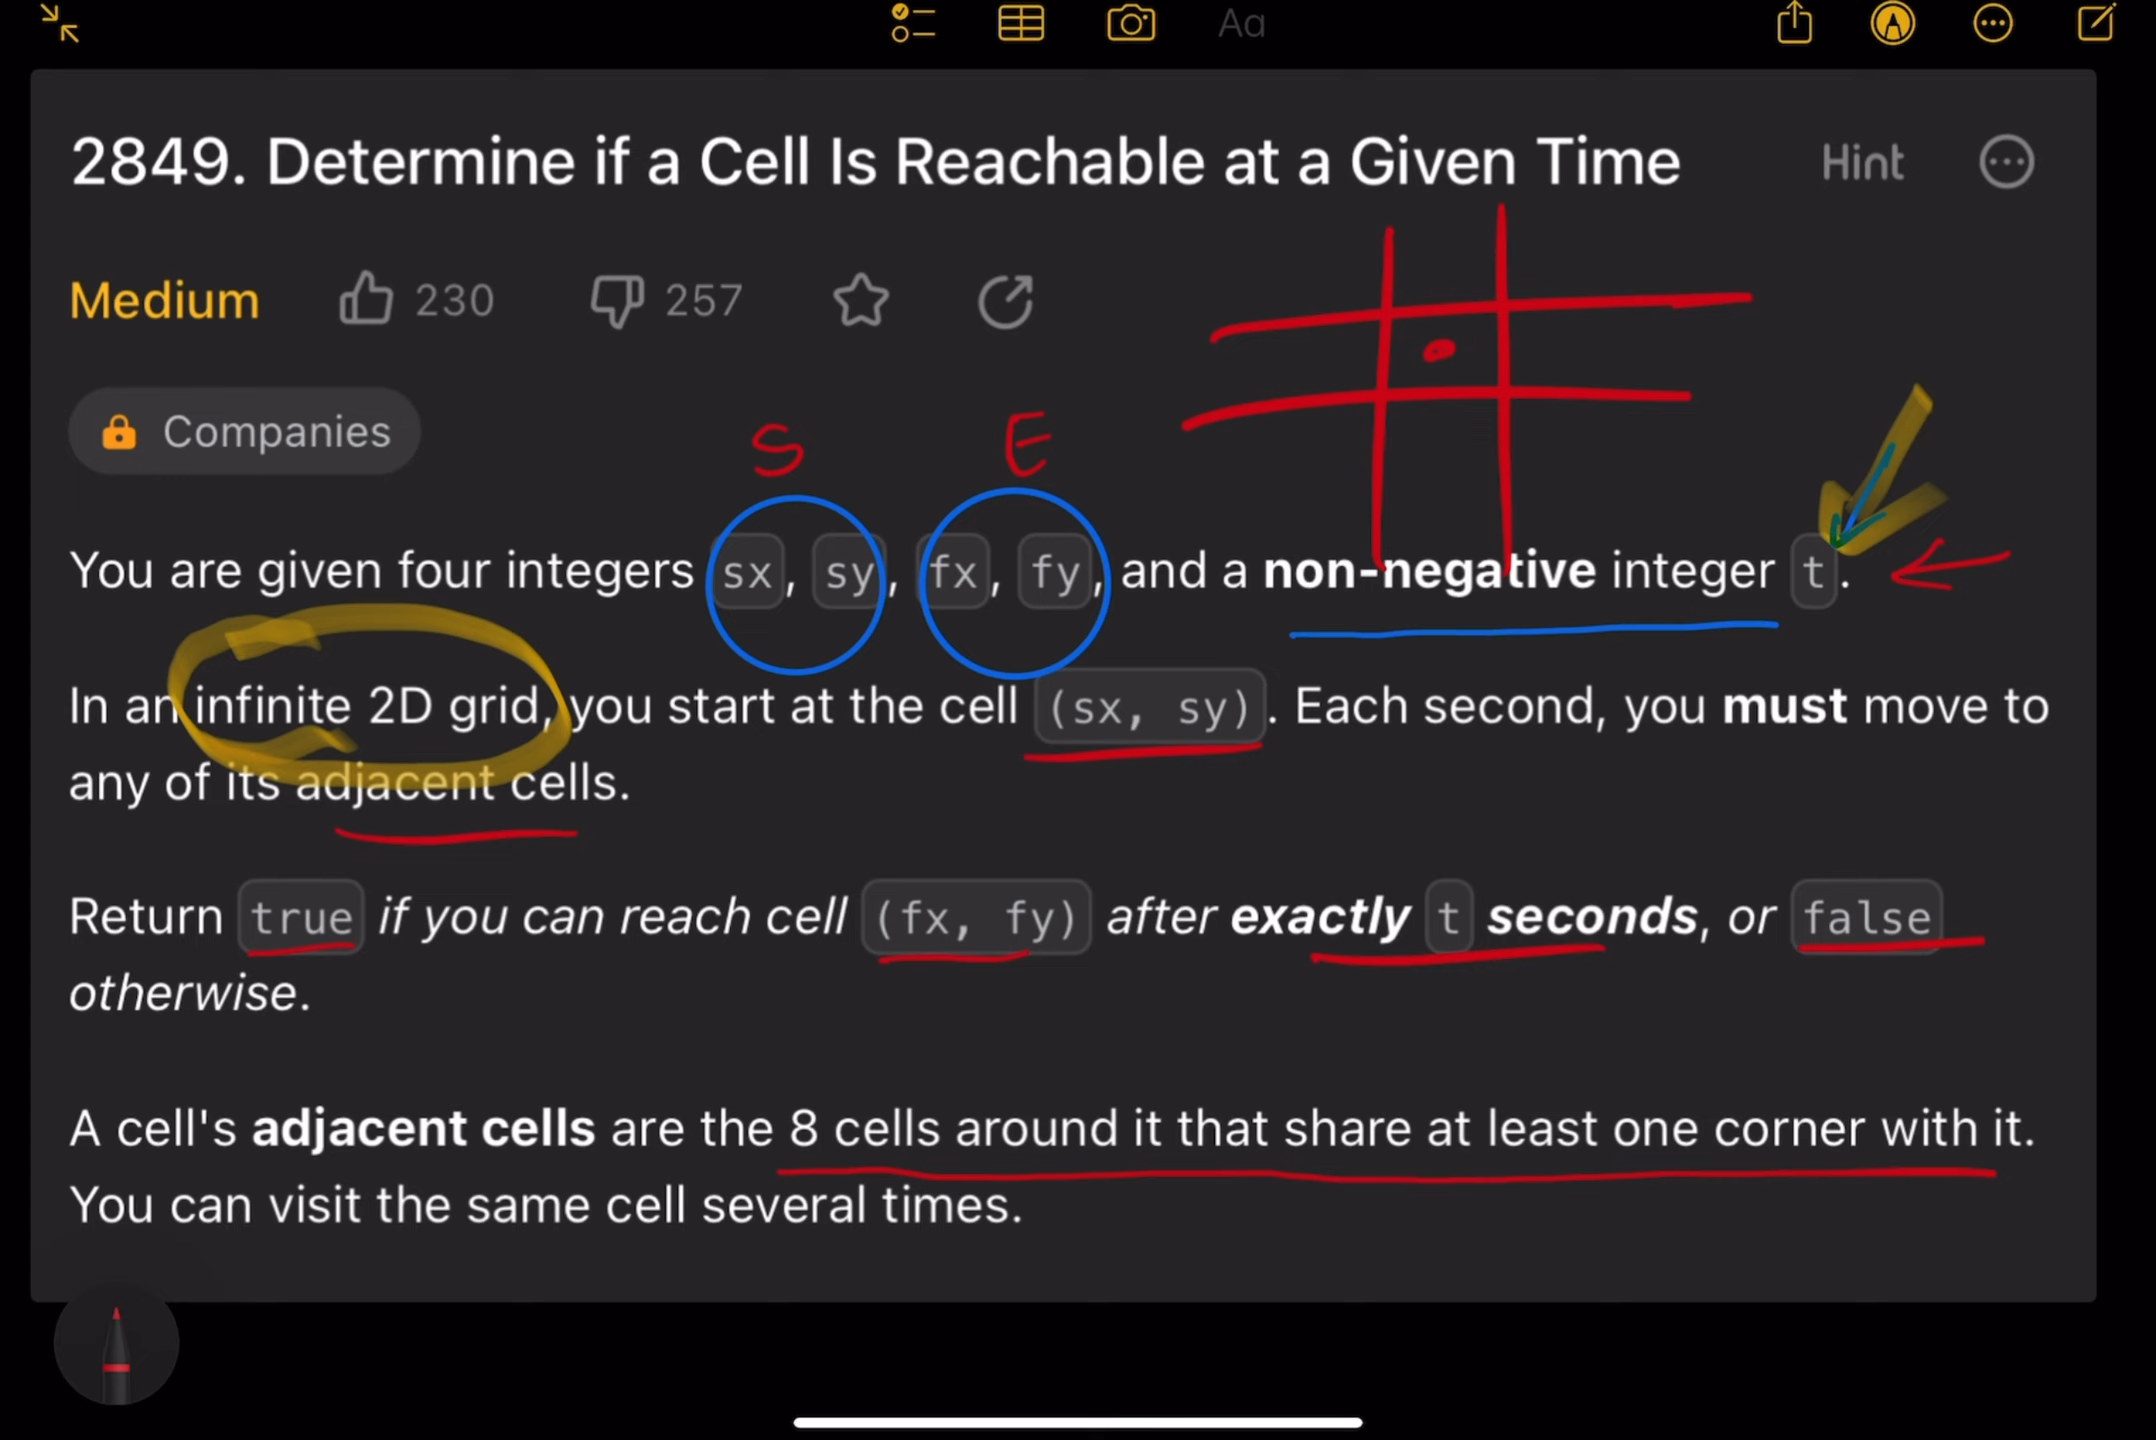 Aa
2849. Determine if a Cell Is Reachable at a Given Time Hint
Medium 230 257
Companies
S E
You are given four integers sx, sy, fx, fy, and a non-negative integer t.
In an infinite 2D grid, you start at the cell (sx, sy). Each second, you must move to
any of its adjacent cells.
Return true if you can reach cell (fx, fy) after exactly t seconds, or false
otherwise.
A cell's adjacent cells are the 8 cells around it that share at least one corner with it.
You can visit the same cell several times.